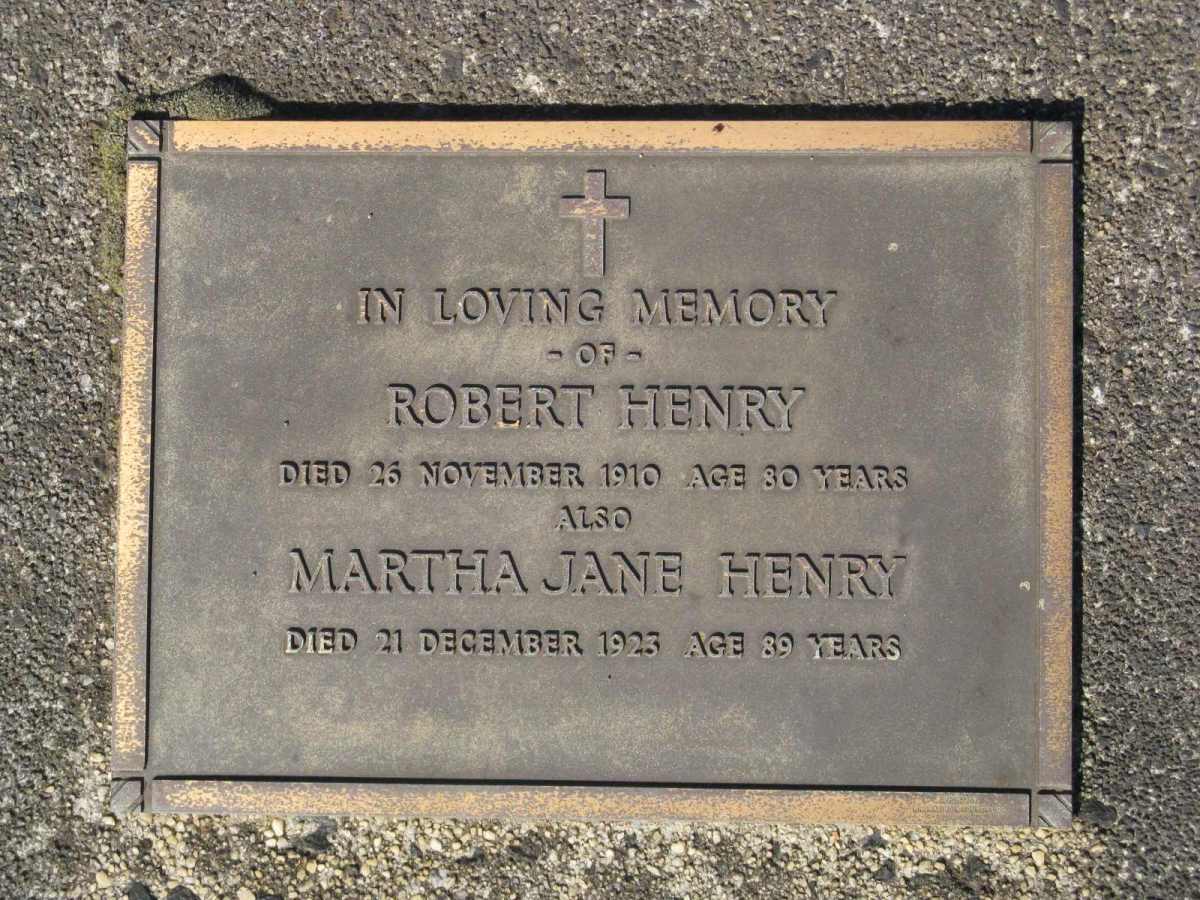 IN LOVING MEMORY
- OF -
ROBERT HENRY
DIED 26 NOVEMBER 1910 AGE 80 YEARS
ALSO
MARTHA JANE HENRY
DIED 21 DECEMBER 1923 AGE 89 YEARS